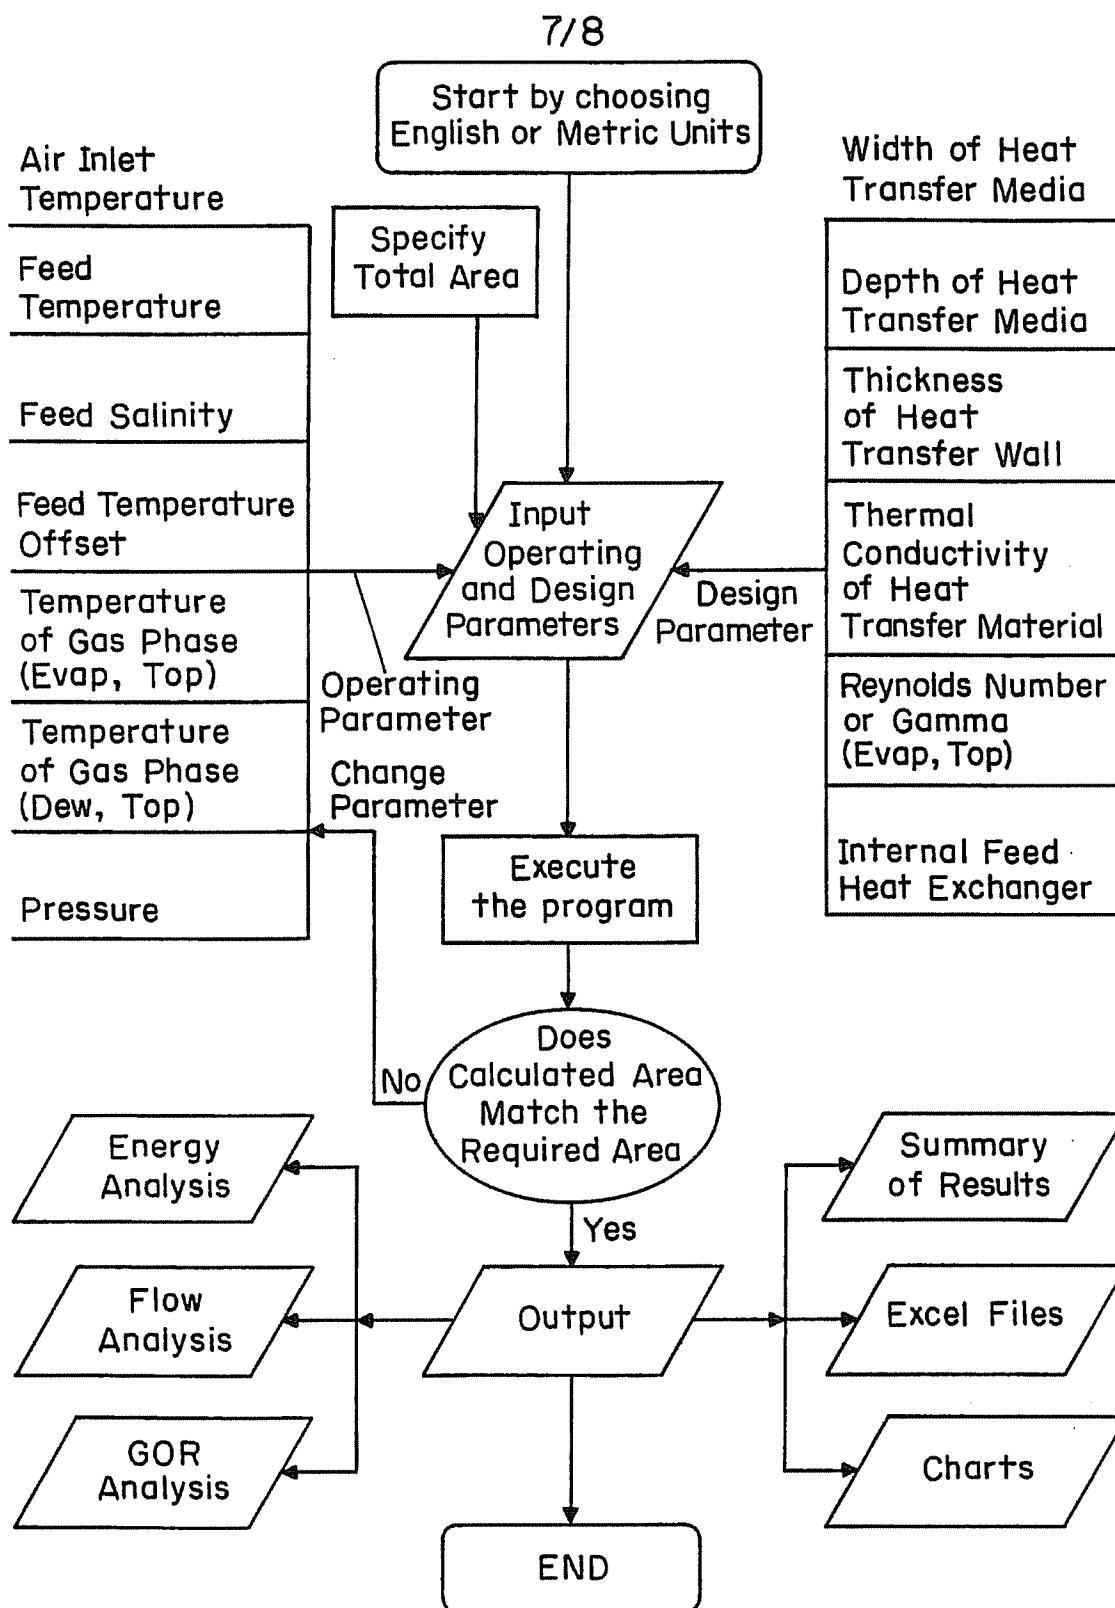 7/8
Start by choosing
English or Metric Units
Air Inlet
Temperature
Feed
Temperature
Feed Salinity
Feed Temperature
Offset
Temperature
of Gas Phase
(Evap, Top)
Temperature
of Gas Phase
(Dew, Top)
Pressure
Specify
Total Area
Width of Heat
Transfer Media
Depth of Heat
Transfer Media
Thickness
of Heat
Transfer Wall
Thermal
Conductivity
of Heat
Transfer Material
Reynolds Number
or Gamma
(Evap, Top)
Internal Feed
Heat Exchanger
Input
Operating
and Design
Parameters
Operating
Parameter
Design
Parameter
Change
Parameter
Execute
the program
Does
Calculated Area
Match the
Required Area
No
Yes
Output
Energy
Analysis
Flow
Analysis
GOR
Analysis
Summary
of Results
Excel Files
Charts
END